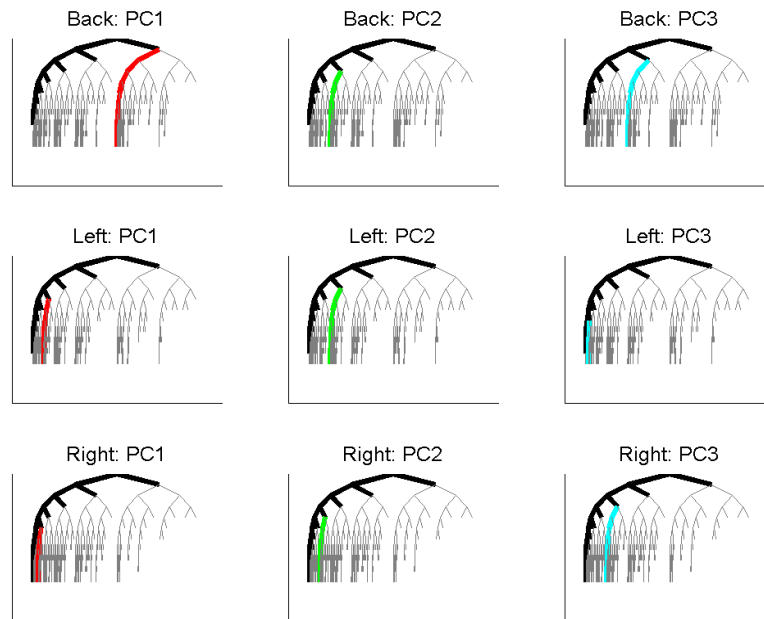 Back: PC1
Back: PC2
Back: PC3
Left: PC1
Left: PC2
Left: PC3
Right: PC1
Right: PC2
Right: PC3